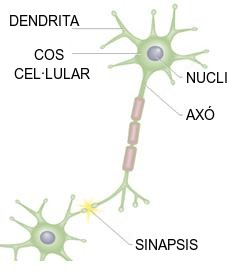 DENDRITA
COS
CEL·LULAR
NUCLI
AXÓ
SINAPSIS